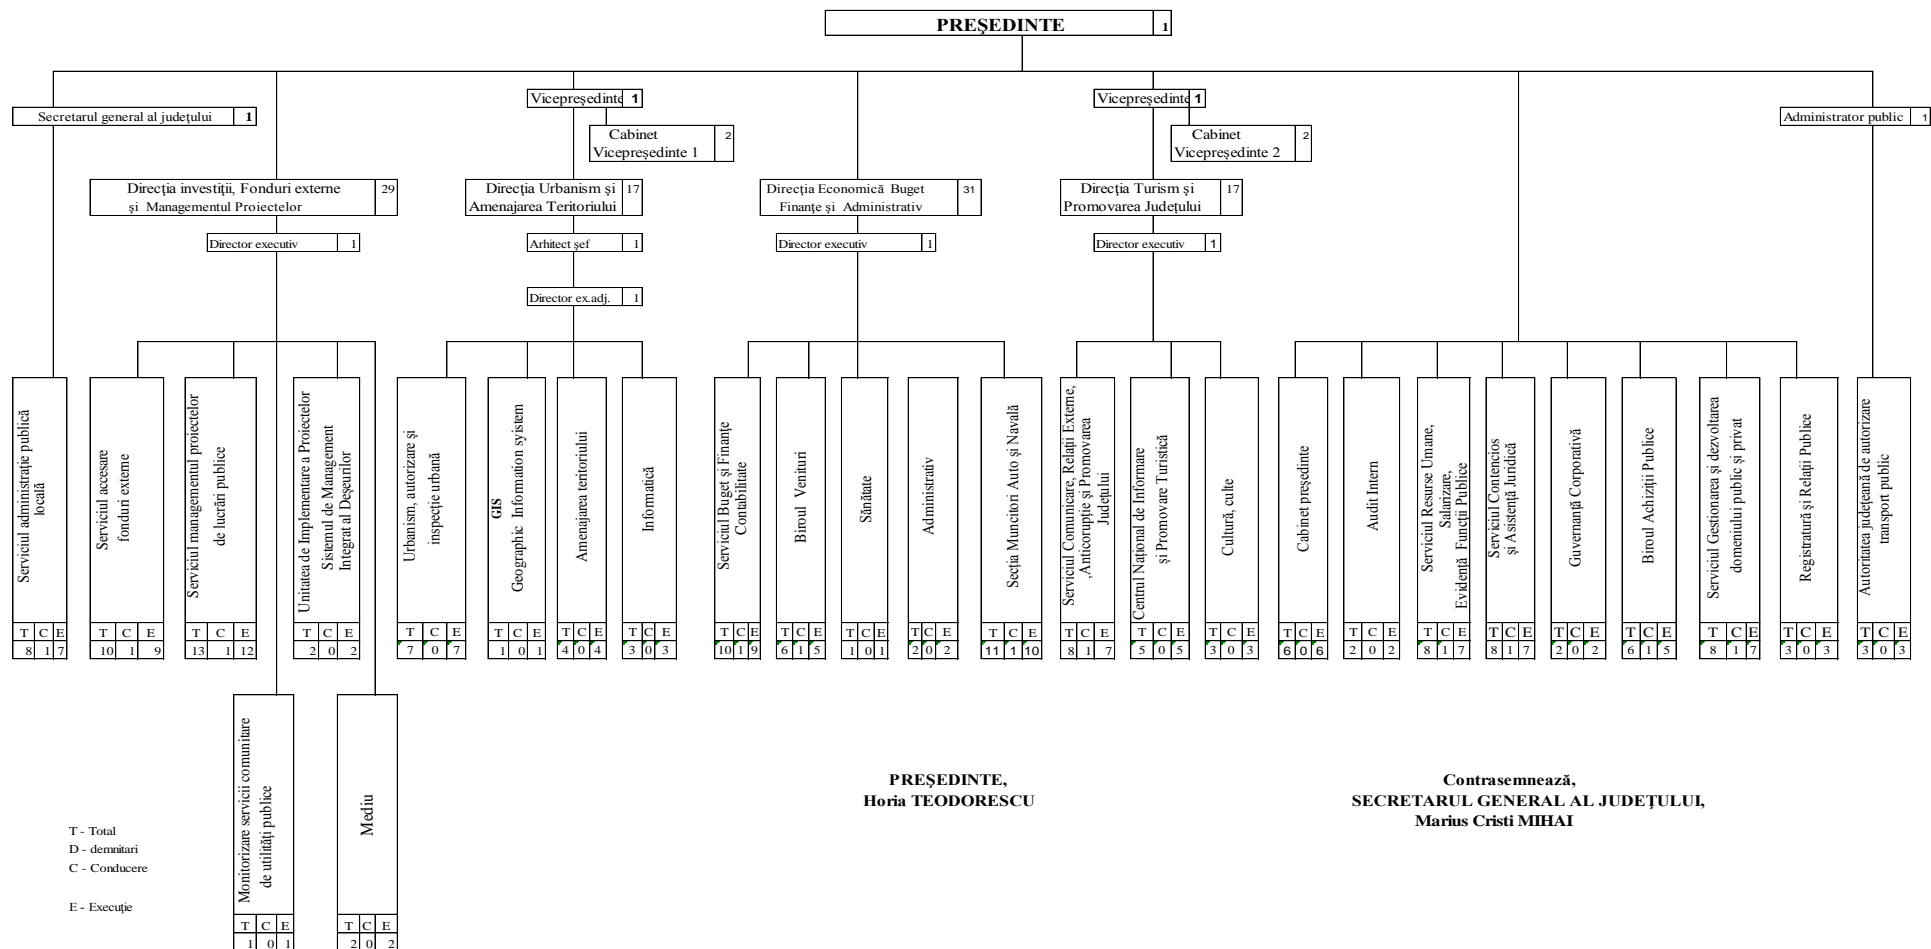 PREŞEDINTE 1
Secretarul general al judeţului 1
Vicepreşedinte 1
Cabinet 2
Vicepreşedinte 1
Vicepreşedinte 1
Cabinet 2
Vicepreşedinte 2
Administrator public 1
Direcţia investiţii, Fonduri externe 29
şi Managementul Proiectelor
Director executiv 1
Direcţia Urbanism şi 17
Amenajarea Teritoriului
Arhitect şef 1
Director ex.adj. 1
Direcţia Economică Buget 31
Finanţe şi Administrativ
Director executiv 1
Direcţia Turism şi 17
Promovarea Judeţului
Director executiv 1
Serviciul administraţie publică
locală
T C E
8 1 7
Serviciul accesare
fonduri externe
T C E
10 1 9
Serviciul managementul proiectelor
de lucrări publice
T C E
13 1 12
Unitatea de Implementare a Proiectelor
Sistemul de Management
Integrat al Deşeurilor
T C E
2 0 2
Urbanism, autorizare şi
inspecţie urbană
T C E
7 0 7
GIS
Geographic Information syistem
T C E
1 0 1
Amenajarea teritoriului
T C E
4 0 4
Informatică
T C E
3 0 3
Serviciul Buget şi Finanţe
Contabilitate
T C E
10 1 9
Biroul Venituri
T C E
6 1 5
Sănătate
T C E
1 0 1
Administrativ
T C E
2 0 2
Secţia Muncitori Auto şi Navală
T C E
11 1 10
Serviciul Comunicare, Relaţii Externe,
,Anticorupţie şi Promovarea
Judeţului
T C E
8 1 7
Centrul Naţional de Informare
şi Promovare Turistică
T C E
5 0 5
Cultură, culte
T C E
3 0 3
Cabinet preşedinte
T C E
6 0 6
Audit Intern
T C E
2 0 2
Serviciul Resurse Umane,
Salarizare,
Evidenţă Funcţii Publice
T C E
8 1 7
Serviciul Contencios
şi Asistenţă Juridică
T C E
8 1 7
Guvernanţă Corporativă
T C E
2 0 2
Biroul Achiziţii Publice
T C E
6 1 5
Serviciul Gestionarea şi dezvoltarea
domeniului public şi privat
T C E
8 1 7
Registratură şi Relaţii Publice
T C E
3 0 3
Autoritatea judeţeană de autorizare
transport public
T C E
3 0 3
Monitorizare servicii comunitare
de utilităţi publice
T C E
1 0 1
Mediu
T C E
2 0 2
T - Total
D - demnitari
C - Conducere
E - Execuţie
PREŞEDINTE,
Horia TEODORESCU
Contrasemnează,
SECRETARUL GENERAL AL JUDEŢULUI,
Marius Cristi MIHAI